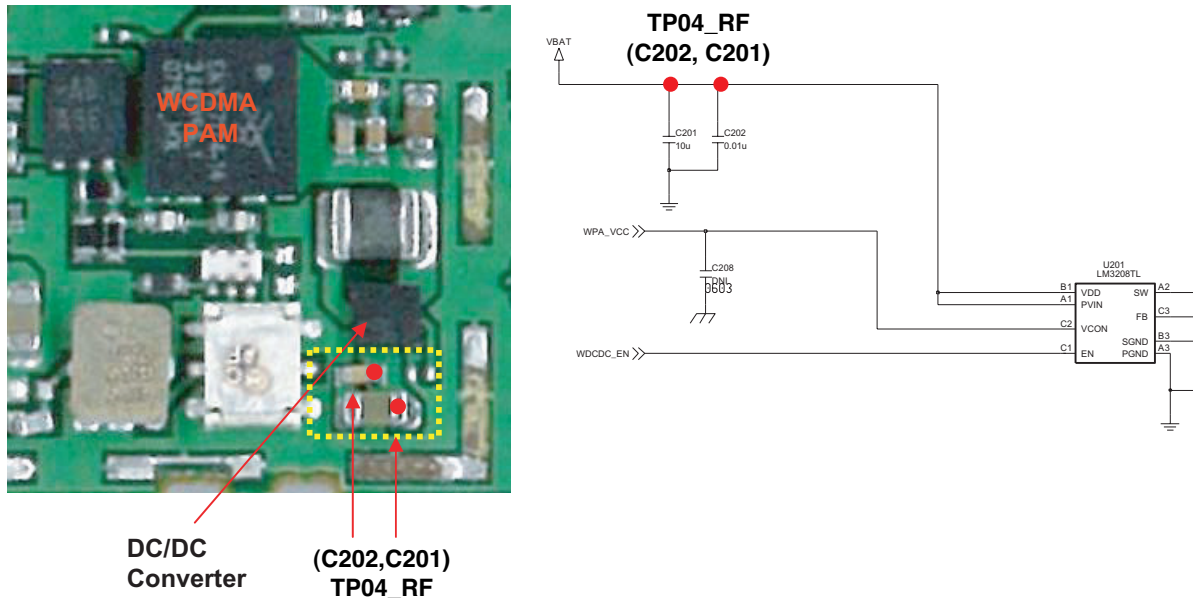 WCDMA
PAM
DC/DC
Converter
(C202,C201)
TP04_RF
TP04_RF
(C202, C201)
VBAT
C201
10u
C202
0.01u
WPA_VCC
C208
DNI
0603
WDCDC_EN
U201
LM3208TL
B1 VDD SW A2
A1 PVIN
FB C3
C2 VCON
SGND B3
C1 EN PGND A3